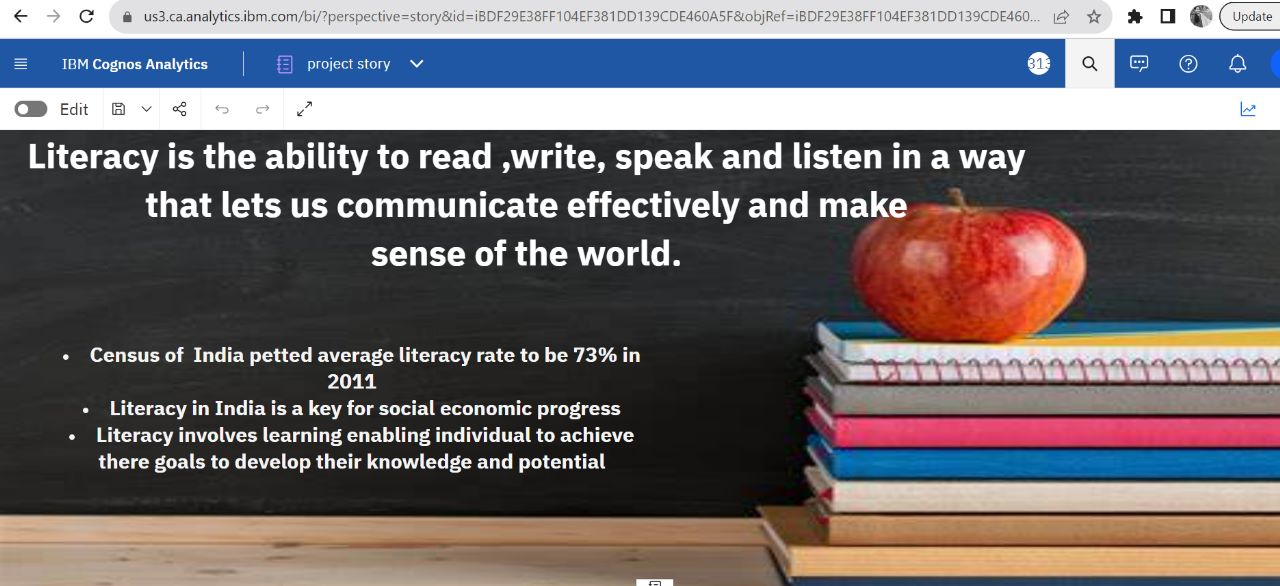 us3.ca.analytics.ibm.com/bi/?perspective=story&id=iBDF29E38FF104EF381DD139CDE460A5F&objRef=iBDF29E38FF104EF381DD139CDE460...
Update
IBM Cognos Analytics
project story
313
Edit
Literacy is the ability to read ,write, speak and listen in a way
that lets us communicate effectively and make
sense of the world.
• Census of India petted average literacy rate to be 73% in
2011
• Literacy in India is a key for social economic progress
• Literacy involves learning enabling individual to achieve
there goals to develop their knowledge and potential